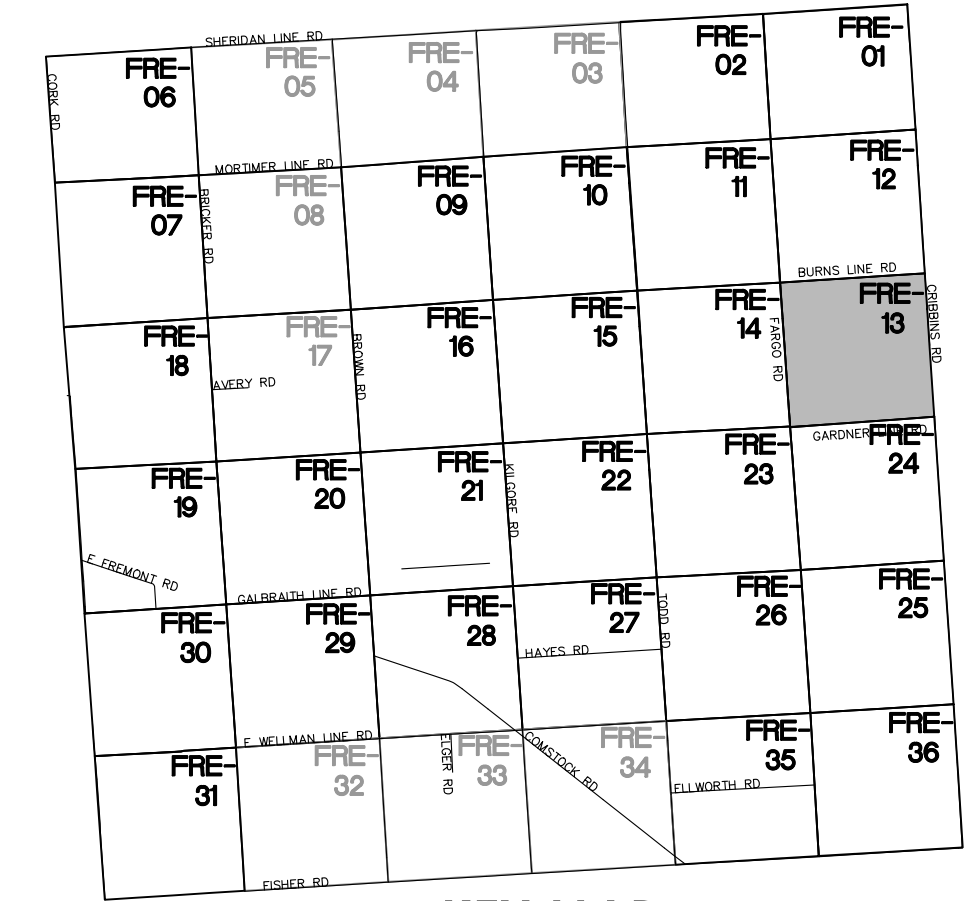 SHERIDAN LINE RD
FRE-
06
FRE-
05
FRE-
04
FRE-
03
FRE-
02
FRE-
01
CORK RD
MORTIMER LINE RD
FRE-
07
FRE-
08
FRE-
09
FRE-
10
FRE-
11
FRE-
12
BRICKER RD
BURNS LINE RD
FRE-
18
FRE-
17
FRE-
16
FRE-
15
FRE-
14
FRE-
13
AVERY RD
BROWN RD
FARGO RD
CRIBBINS RD
GARDNER LINE RD
FRE-
19
FRE-
20
FRE-
21
FRE-
22
FRE-
23
FRE-
24
KILGORE RD
E FREMONT RD
GALBRAITH LINE RD
FRE-
30
FRE-
29
FRE-
28
FRE-
27
FRE-
26
FRE-
25
HAYES RD
TODD RD
E WELLMAN LINE RD
FRE-
31
FRE-
32
FRE-
33
FRE-
34
FRE-
35
FRE-
36
ELGER RD
COMSTOCK RD
ELLWORTH RD
FISHER RD